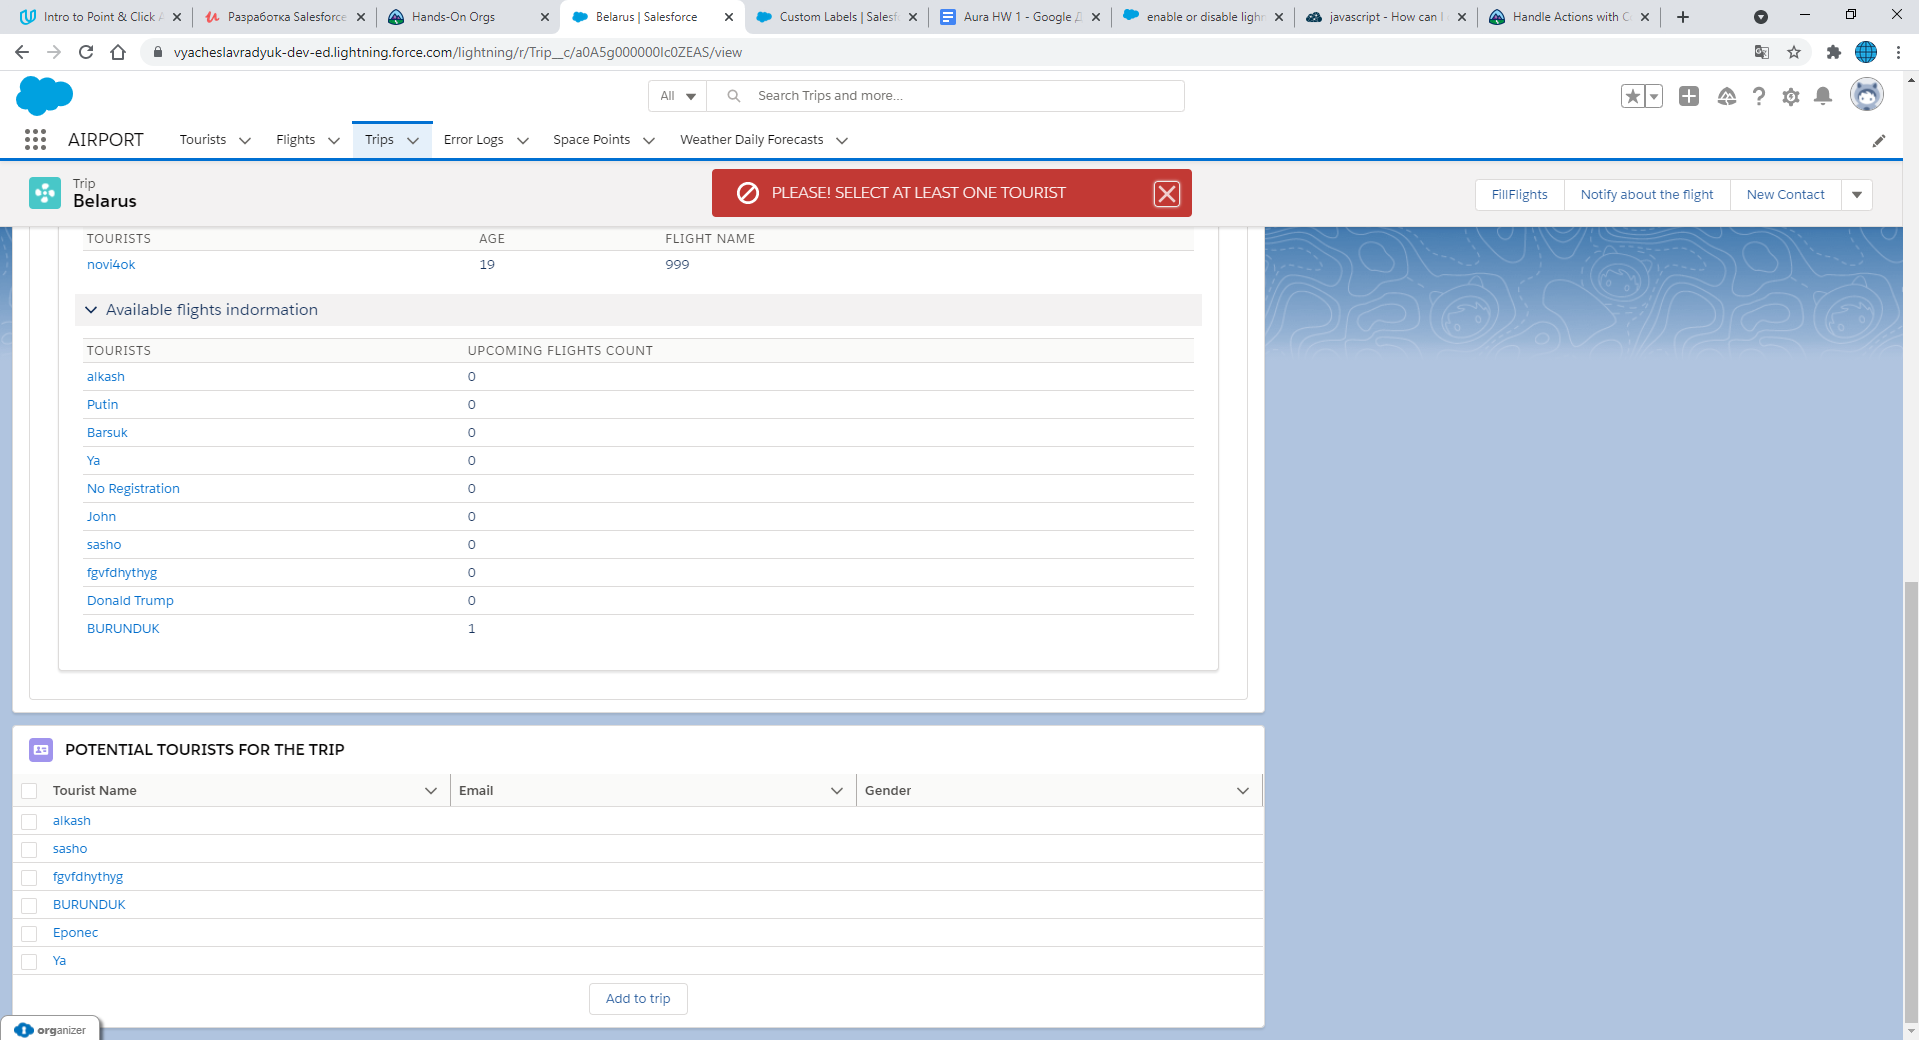 Intro to Point & Click A
Разработка Salesforce
Hands-On Orgs
Belarus | Salesforce
Custom Labels | Salesf
Aura HW 1 - Google Д
enable or disable light
javascript - How can I
Handle Actions with C
vyacheslavradyuk-dev-ed.lightning.force.com/lightning/r/Trip__c/a0A5g000000Ic0ZEAS/view
All
Search Trips and more...
AIRPORT
Tourists
Flights
Trips
Error Logs
Space Points
Weather Daily Forecasts
Trip
Belarus
PLEASE! SELECT AT LEAST ONE TOURIST
FillFlights
Notify about the flight
New Contact
TOURISTS AGE FLIGHT NAME
novi4ok 19 999
Available flights indormation
TOURISTS UPCOMING FLIGHTS COUNT
alkash 0
Putin 0
Barsuk 0
Ya 0
No Registration 0
John 0
sasho 0
fgvfdhythyg 0
Donald Trump 0
BURUNDUK 1
POTENTIAL TOURISTS FOR THE TRIP
Tourist Name Email Gender
alkash
sasho
fgvfdhythyg
BURUNDUK
Eponec
Ya
Add to trip
organizer